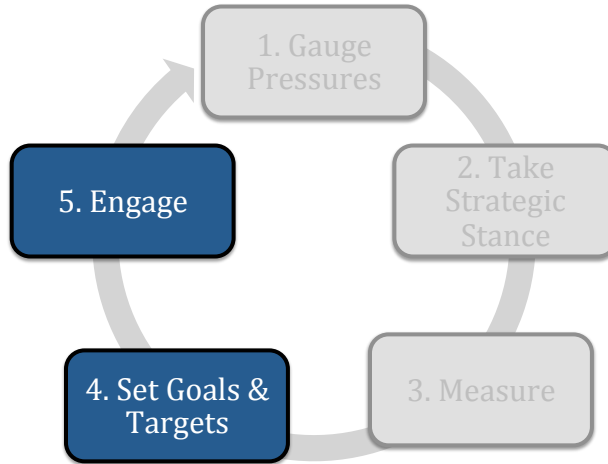 1. Gauge
Pressures
2. Take
Strategic
Stance
3. Measure
4. Set Goals &
Targets
5. Engage